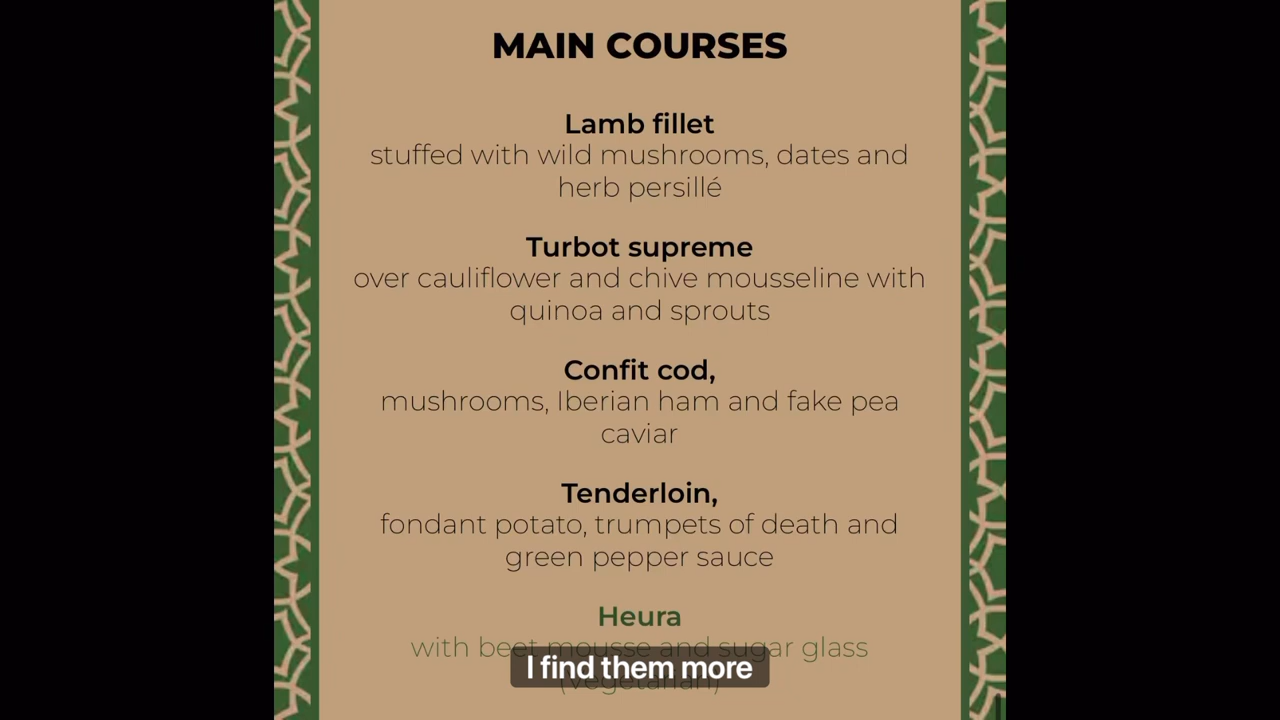 MAIN COURSES
Lamb fillet
stuffed with wild mushrooms, dates and
herb persillé
Turbot supreme
over cauliflower and chive mousseline with
quinoa and sprouts
Confit cod,
mushrooms, Iberian ham and fake pea
caviar
Tenderloin,
fondant potato, trumpets of death and
green pepper sauce
Heura
with beet mousse and sugar glass
(vegetarian)
I find them more